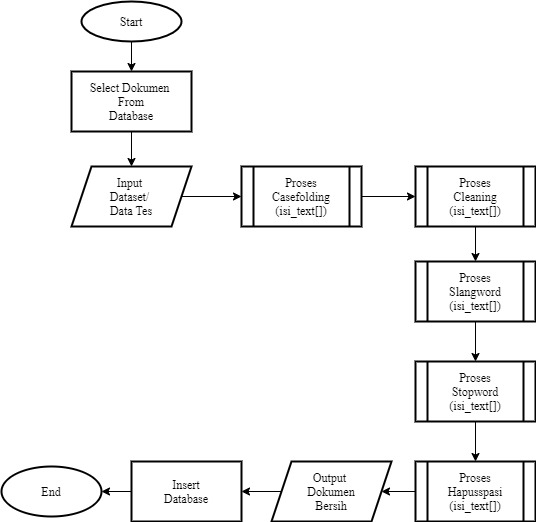 Start
Select Dokumen
From
Database
Input
Dataset/
Data Tes
Proses
Casefolding
(isi_text[])
Proses
Cleaning
(isi_text[])
Proses
Slangword
(isi_text[])
Proses
Stopword
(isi_text[])
Proses
Hapusspasi
(isi_text[])
Output
Dokumen
Bersih
Insert
Database
End